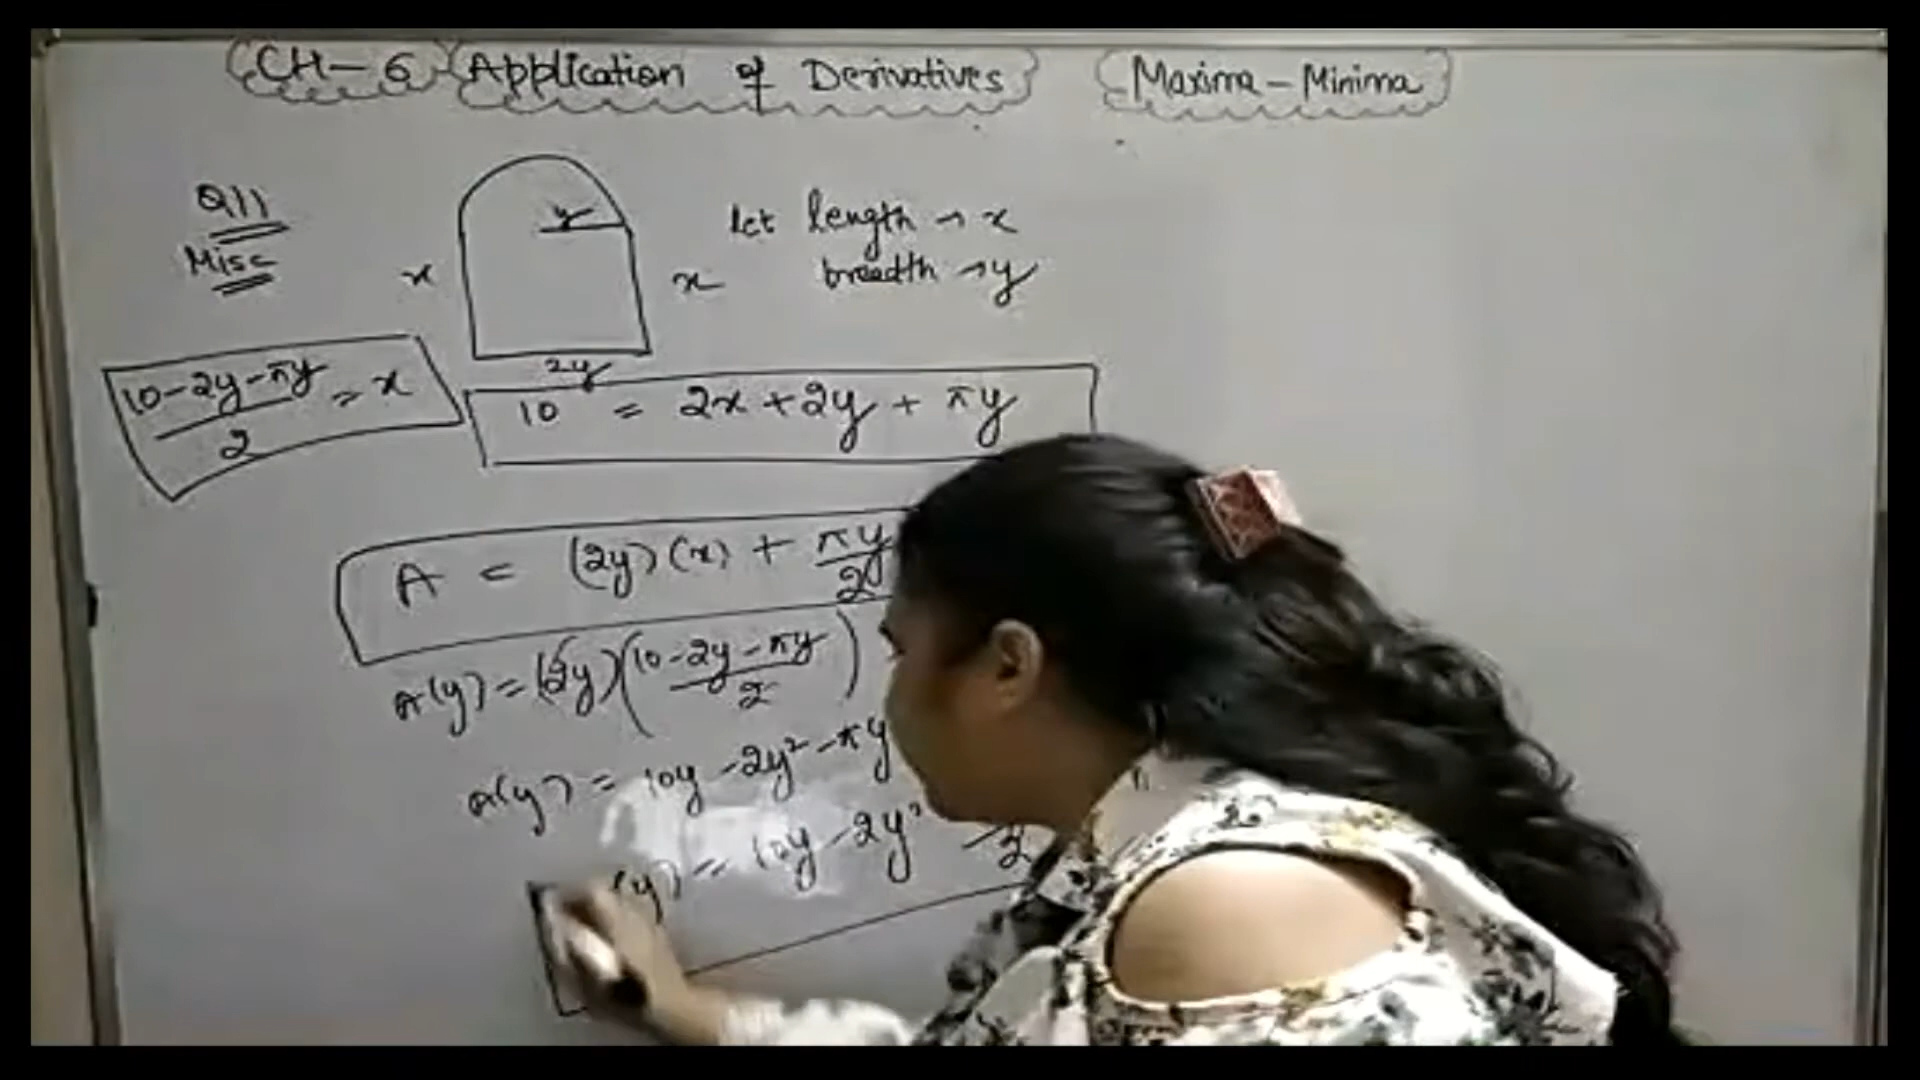 CH-6 Application of Derivatives Maxima-Minima
Q11
Misc
y
let length → x
breadth → y
x
x
2y
10-2y-πy/2 = x
10 = 2x+2y+πy
A = (2y)(x) + πy/2
A(y) = (2y)(10-2y-πy/2)
A(y) = 10y-2y²-πy
(y) = 10y-2y²